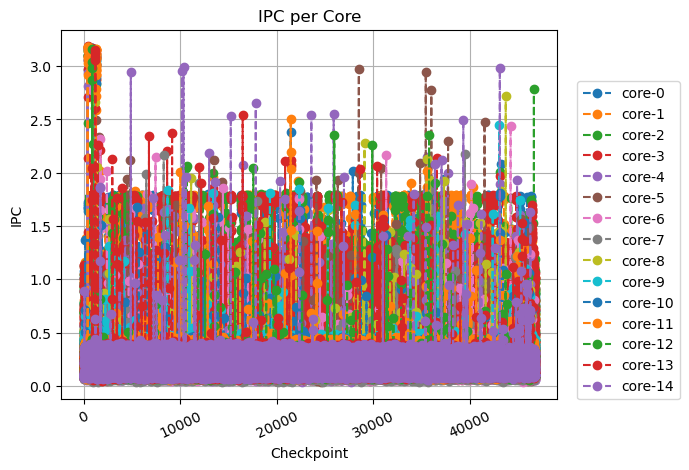 IPC per Core
IPC
3.0
2.5
2.0
1.5
1.0
0.5
0.0
0
10000
20000
30000
40000
Checkpoint
core-0
core-1
core-2
core-3
core-4
core-5
core-6
core-7
core-8
core-9
core-10
core-11
core-12
core-13
core-14